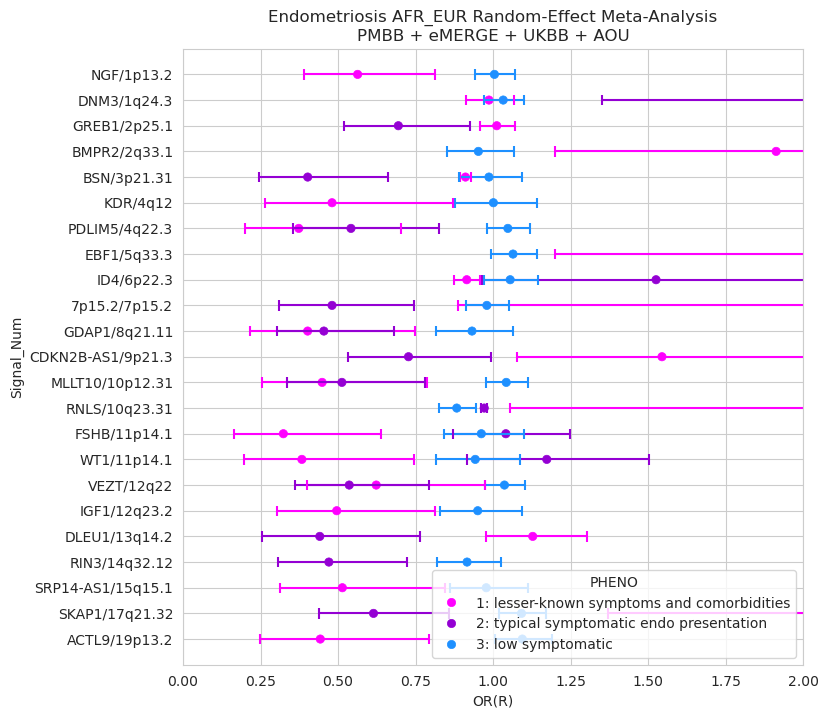 Endometriosis AFR_EUR Random-Effect Meta-Analysis
PMBB + eMERGE + UKBB + AOU
Signal_Num
NGF/1p13.2
DNM3/1q24.3
GREB1/2p25.1
BMPR2/2q33.1
BSN/3p21.31
KDR/4q12
PDLIM5/4q22.3
EBF1/5q33.3
ID4/6p22.3
7p15.2/7p15.2
GDAP1/8q21.11
CDKN2B-AS1/9p21.3
MLLT10/10p12.31
RNLS/10q23.31
FSHB/11p14.1
WT1/11p14.1
VEZT/12q22
IGF1/12q23.2
DLEU1/13q14.2
RIN3/14q32.12
SRP14-AS1/15q15.1
SKAP1/17q21.32
ACTL9/19p13.2
PHENO
1: lesser-known symptoms and comorbidities
2: typical symptomatic endo presentation
3: low symptomatic
0.00 0.25 0.50 0.75 1.00 1.25 1.50 1.75 2.00
OR(R)